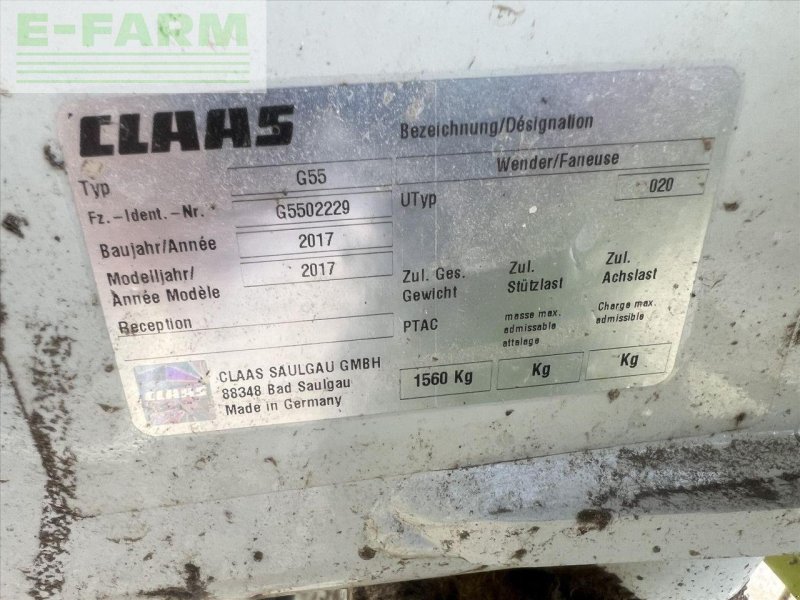 E-FARM
CLAAS
Bezeichnung/Désignation
Wender/Faneuse
Typ G55
UTyp 020
Fz.-Ident.-Nr. G5502229
Baujahr/Année 2017
Modelljahr/
Année Modèle 2017
Reception
Zul. Ges.
Gewicht
PTAC
1560 Kg
Zul.
Stützlast
masse max.
admissable
attelage
Kg
Zul.
Achslast
Charge max.
admissible
Kg
CLAAS
CLAAS SAULGAU GMBH
88348 Bad Saulgau
Made in Germany